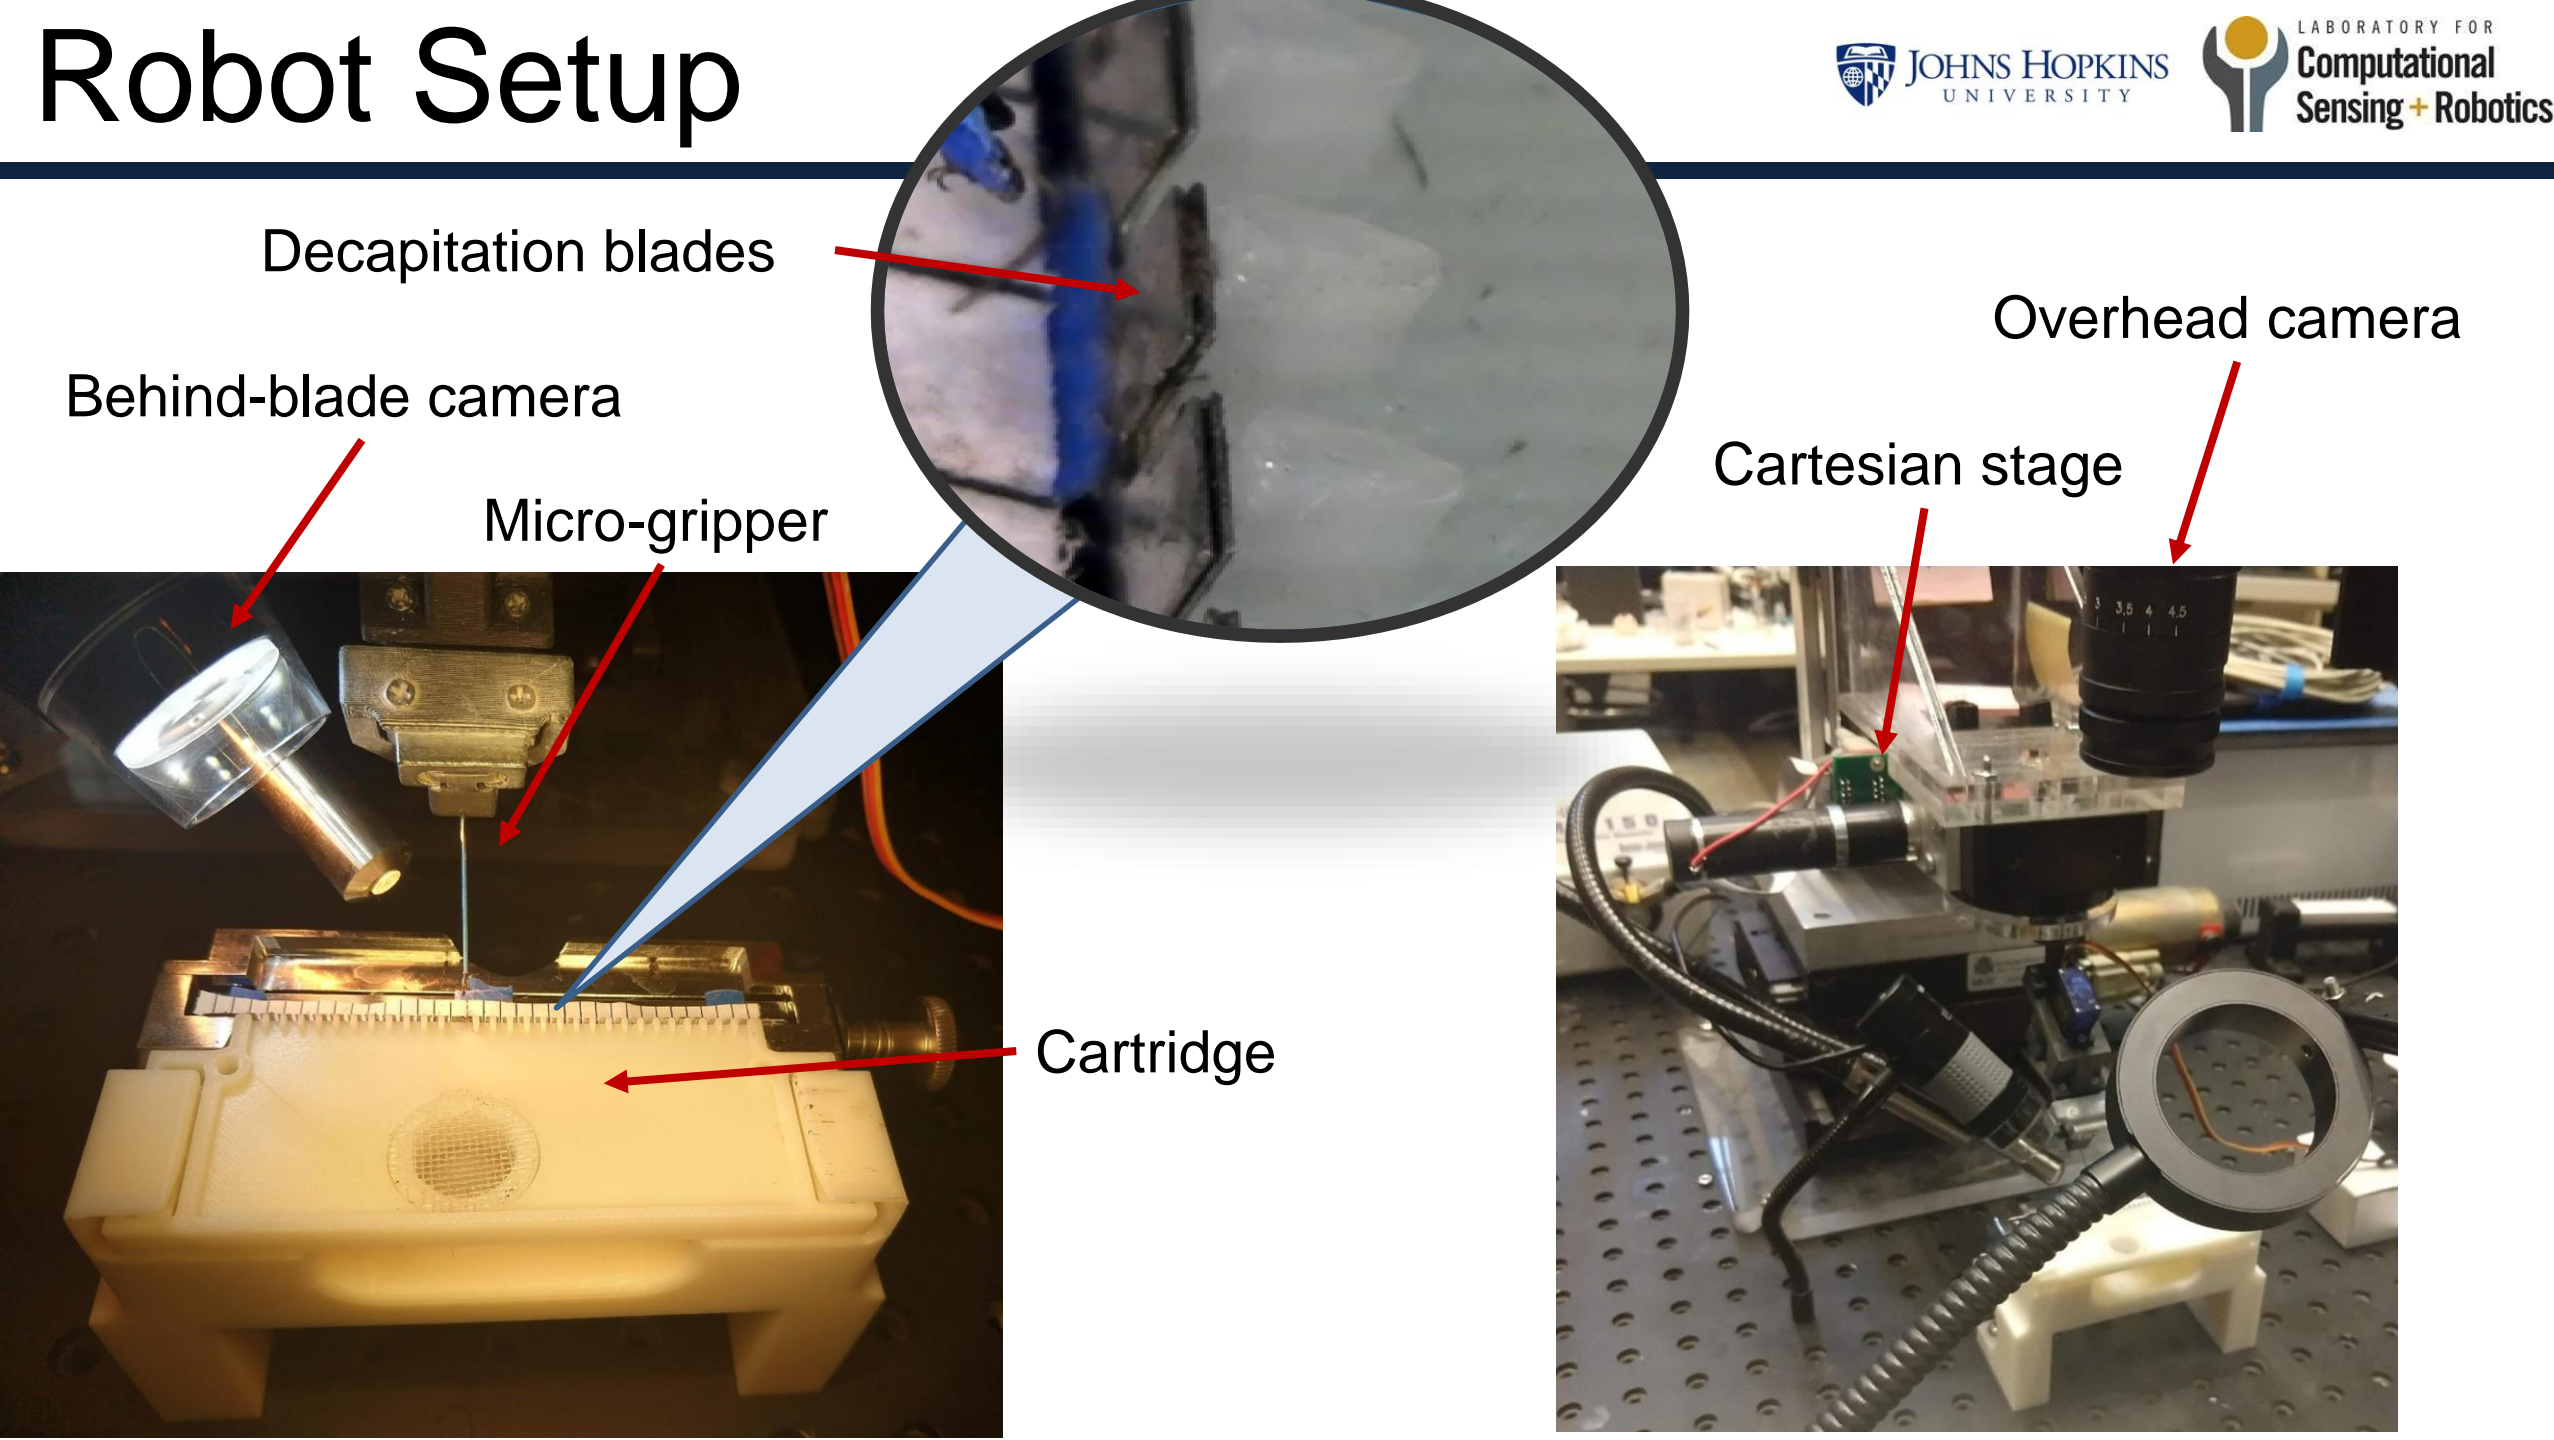 Robot Setup
JOHNS HOPKINS
UNIVERSITY
LABORATORY FOR
Computational
Sensing + Robotics
Decapitation blades
Behind-blade camera
Micro-gripper
Overhead camera
Cartesian stage
3 3,5 4 4.5
150
Cartridge